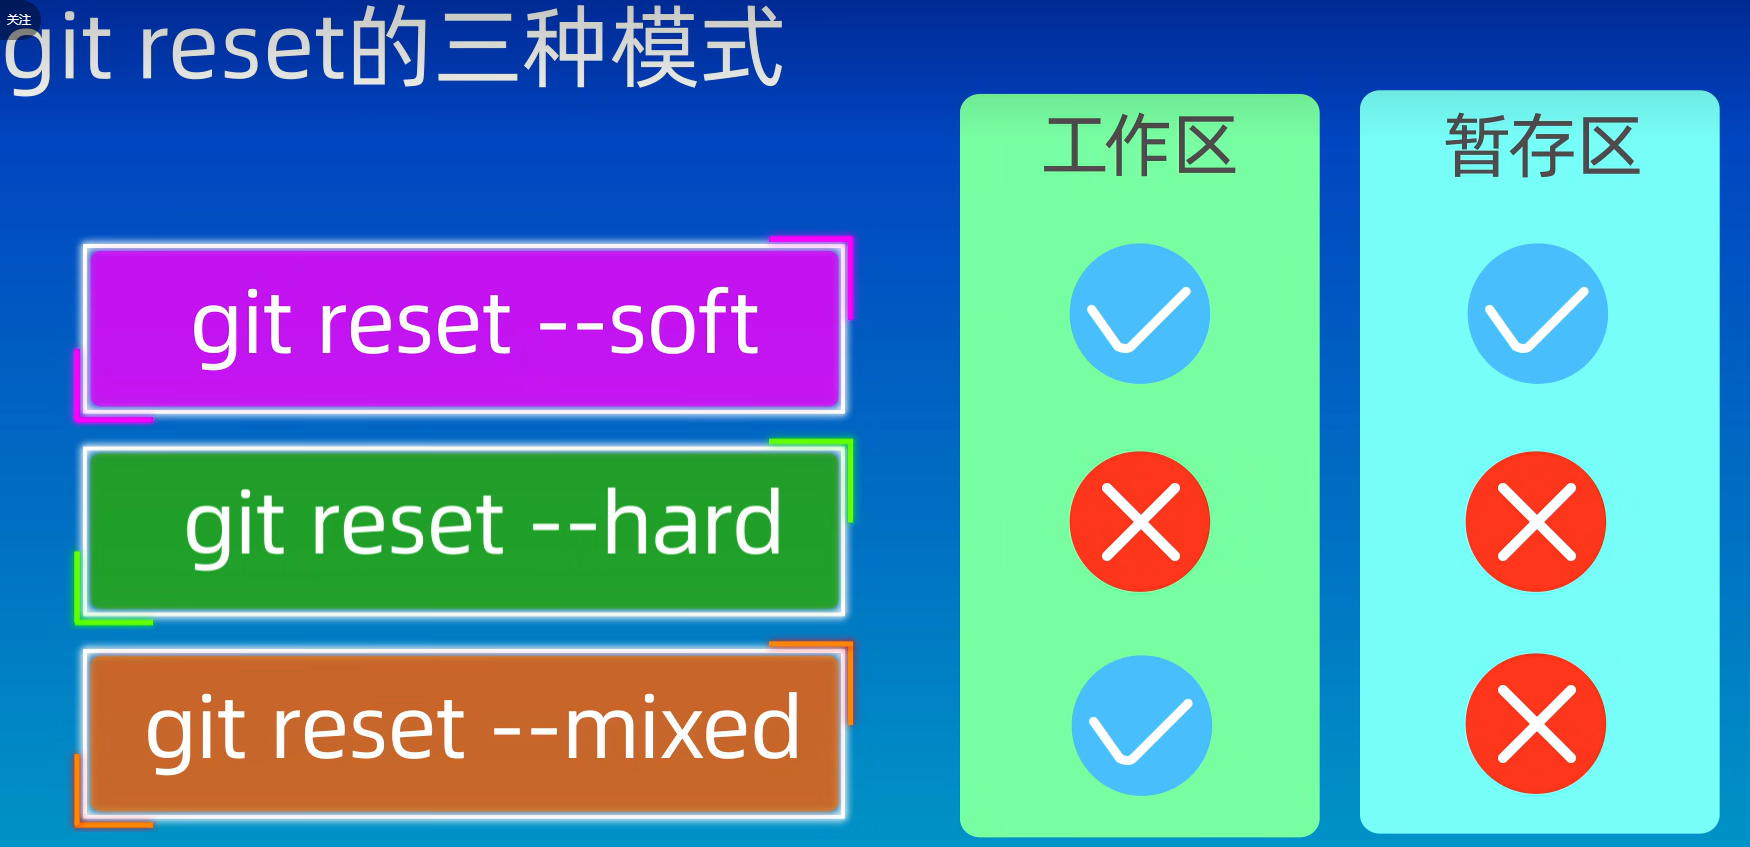 关注
git reset的三种模式
工作区
暂存区
git reset --soft
git reset --hard
git reset --mixed